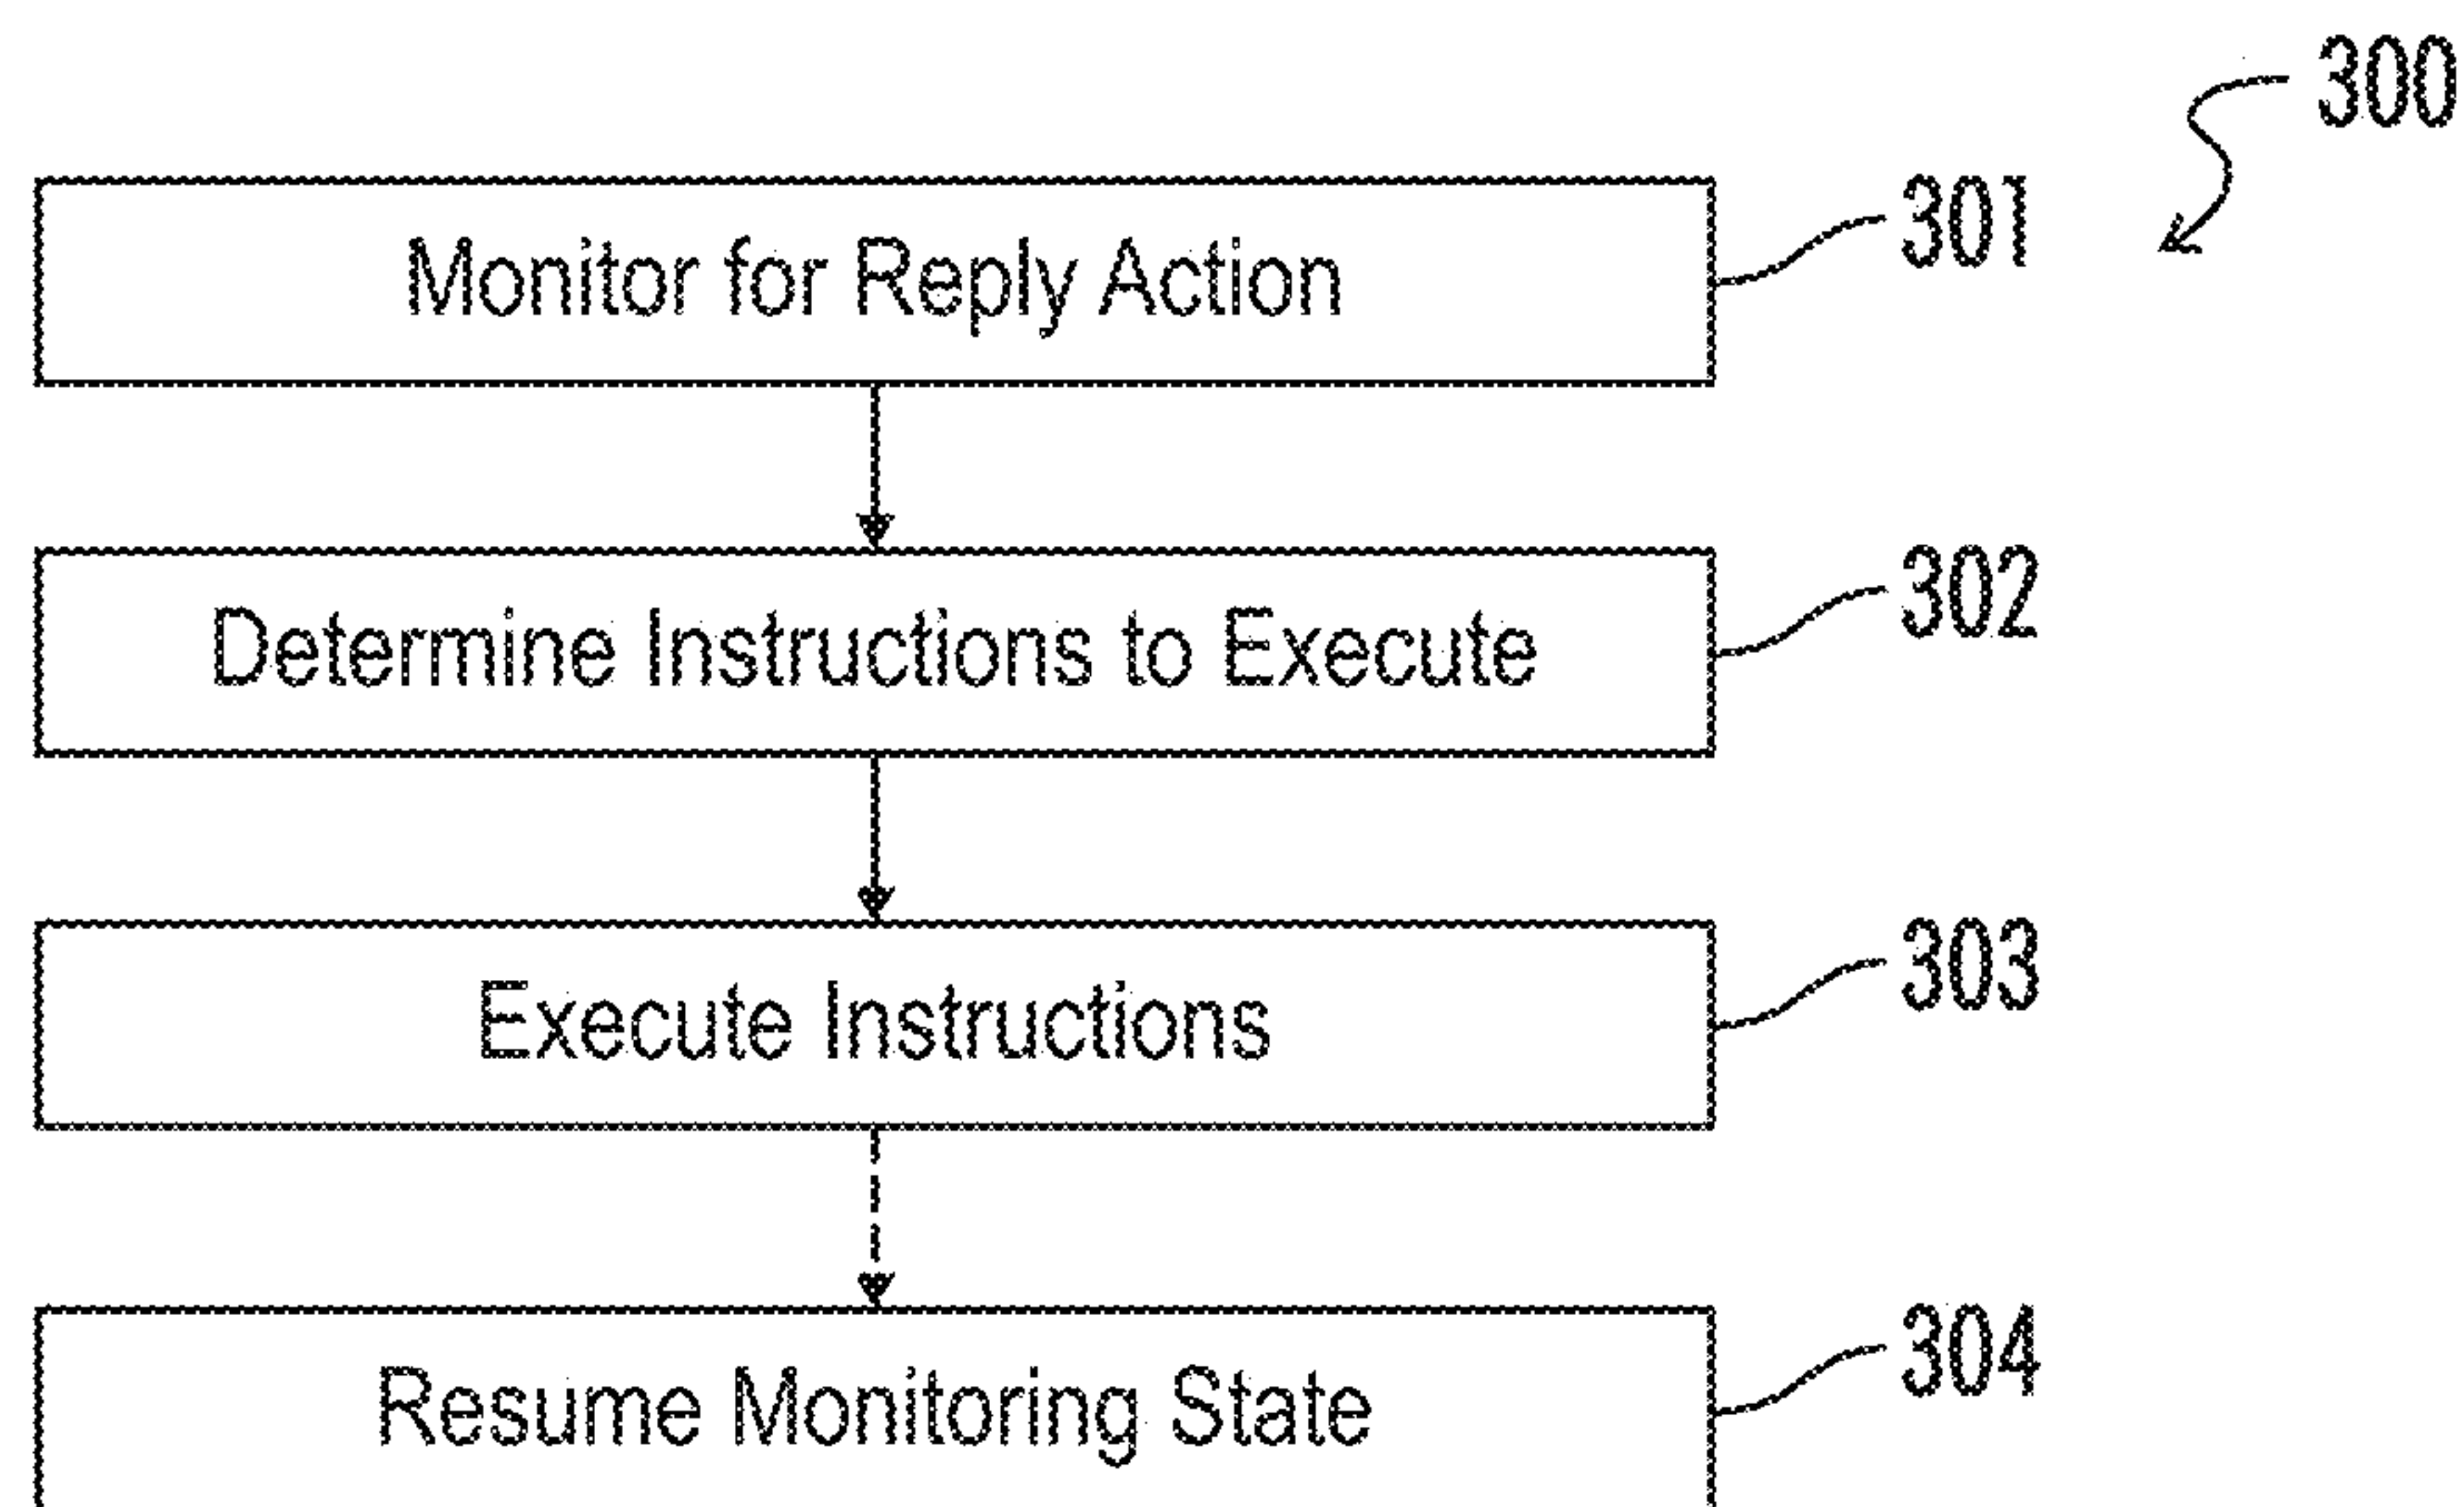 300
Monitor for Reply Action
301
Determine Instructions to Execute
302
Execute Instructions
303
Resume Monitoring State
304